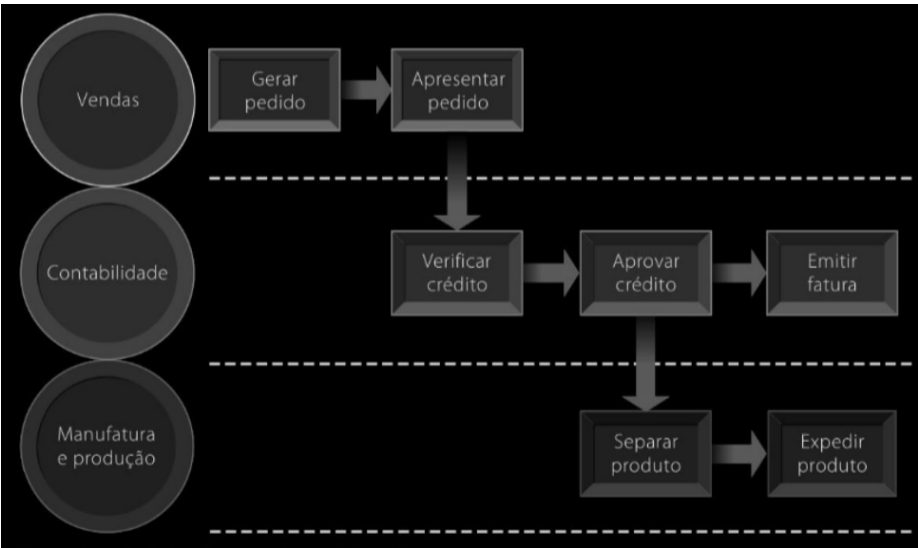 Vendas
Gerar
pedido
Apresentar
pedido
Contabilidade
Verificar
crédito
Aprovar
crédito
Emitir
fatura
Manufatura
e produção
Separar
produto
Expedir
produto